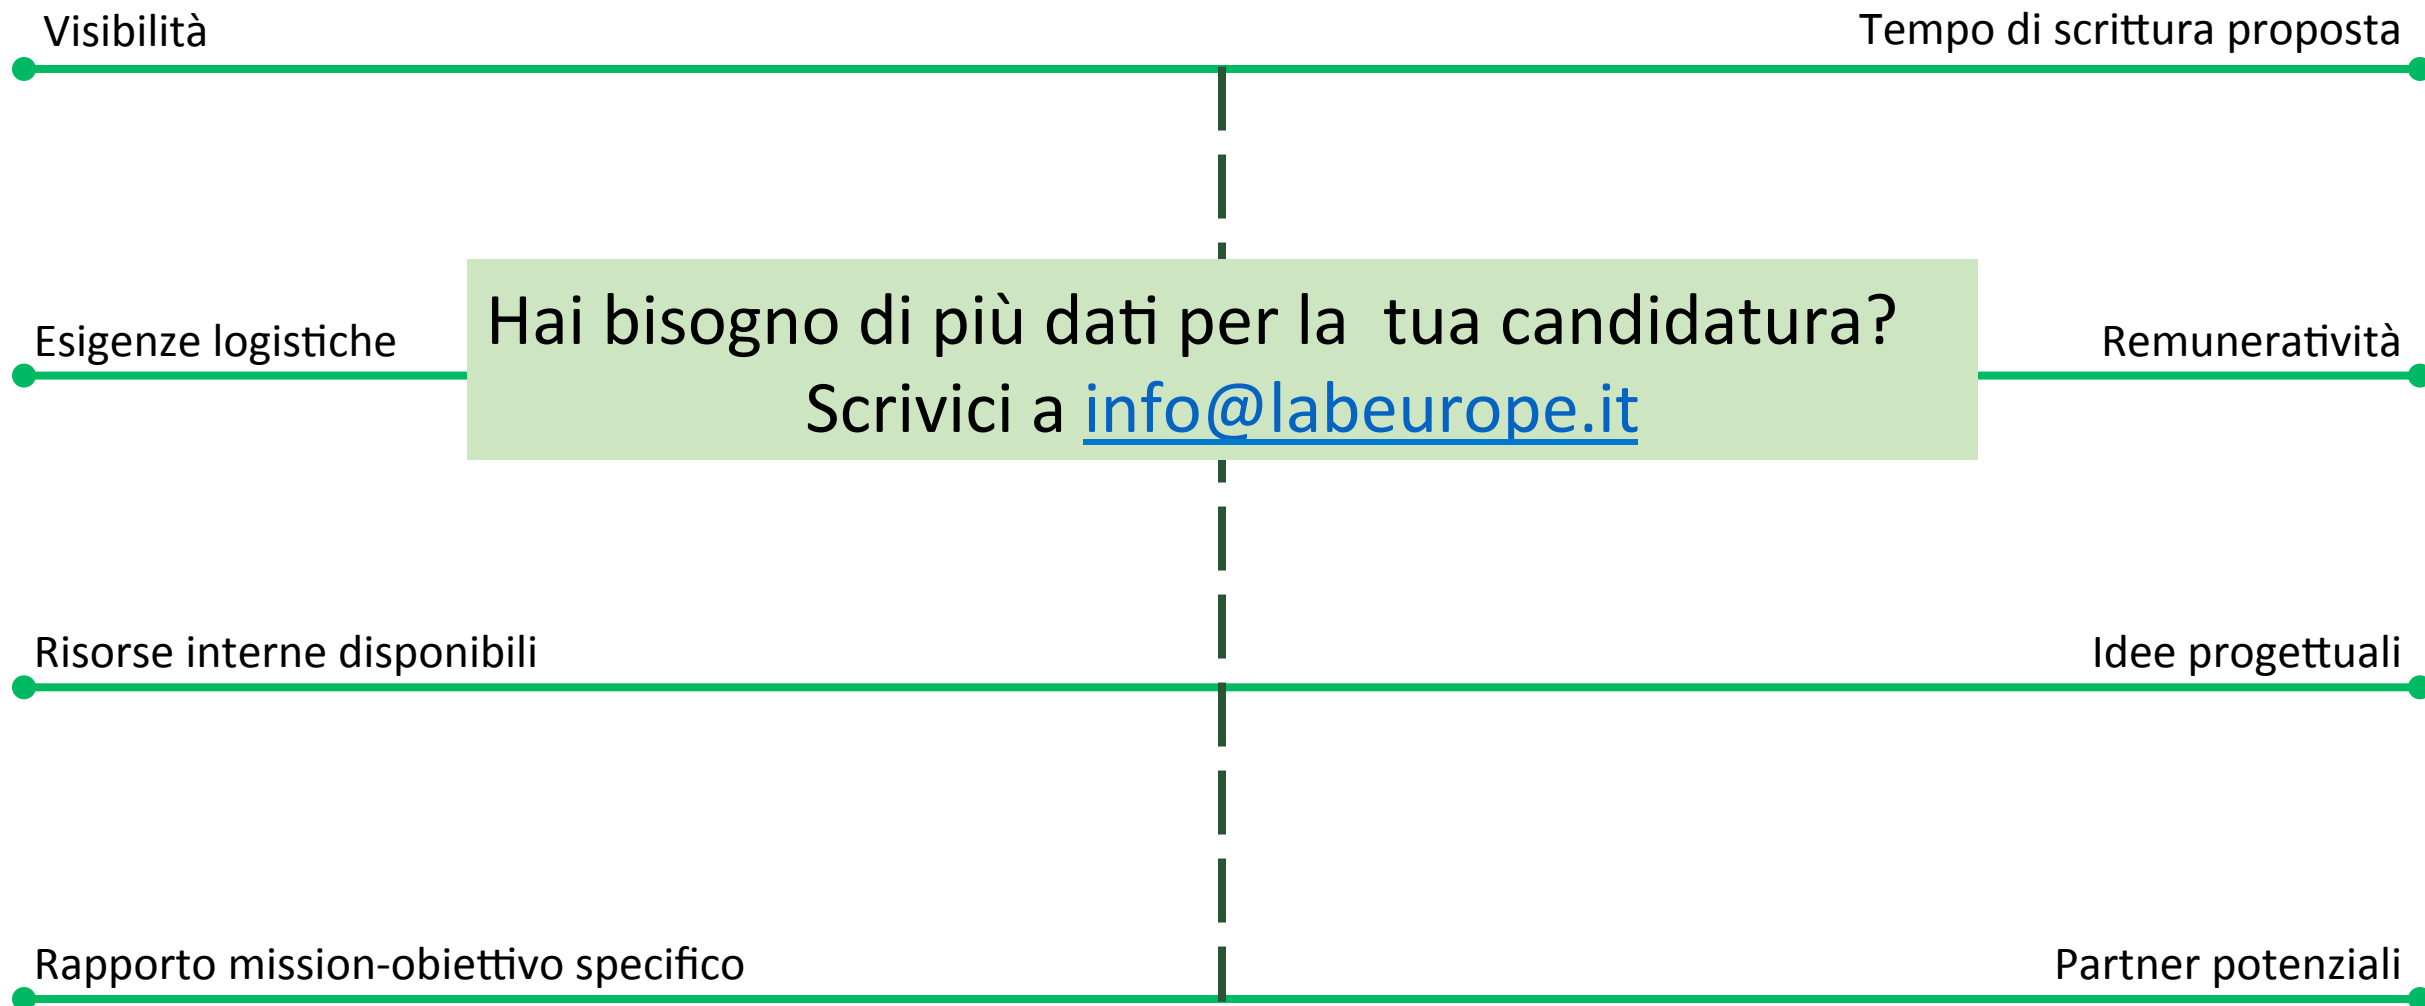 Visibilità
Tempo di scrittura proposta
Esigenze logistiche
Hai bisogno di più dati per la  tua candidatura?
Scrivici a info@labeurope.it
Remuneratività
Risorse interne disponibili
Idee progettuali
Rapporto mission-obiettivo specifico
Partner potenziali